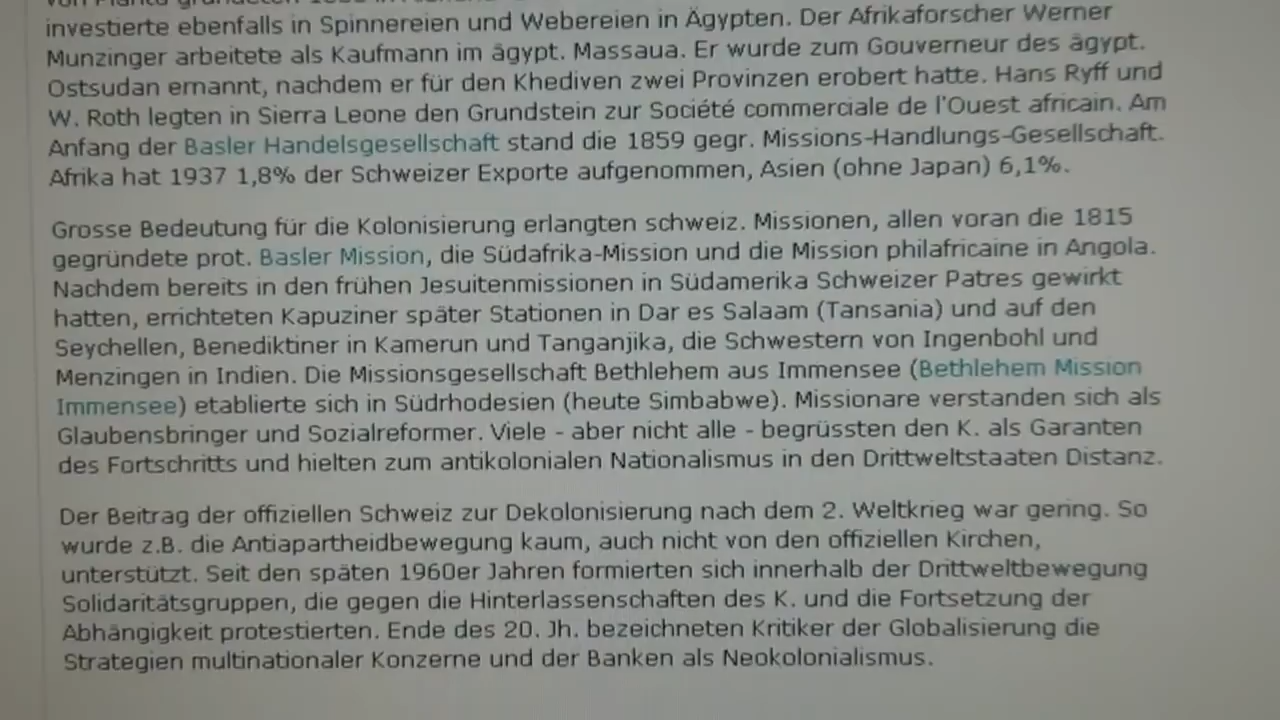 investierte ebenfalls in Spinnereien und Webereien in Ägypten. Der Afrikaforscher Werner
Munzinger arbeitete als Kaufmann im ägypt. Massaua. Er wurde zum Gouverneur des ägypt.
Ostsudan ernannt, nachdem er für den Khediven zwei Provinzen erobert hatte. Hans Ryff und
W. Roth legten in Sierra Leone den Grundstein zur Société commerciale de l'Ouest africain. Am
Anfang der Basler Handelsgesellschaft stand die 1859 gegr. Missions-Handlungs-Gesellschaft.
Afrika hat 1937 1,8% der Schweizer Exporte aufgenommen, Asien (ohne Japan) 6,1%.
Grosse Bedeutung für die Kolonisierung erlangten schweiz. Missionen, allen voran die 1815
gegründete prot. Basler Mission, die Südafrika-Mission und die Mission philafricaine in Angola.
Nachdem bereits in den frühen Jesuitenmissionen in Südamerika Schweizer Patres gewirkt
hatten, errichteten Kapuziner später Stationen in Dar es Salaam (Tansania) und auf den
Seychellen, Benediktiner in Kamerun und Tanganjika, die Schwestern von Ingenbohl und
Menzingen in Indien. Die Missionsgesellschaft Bethlehem aus Immensee (Bethlehem Mission
Immensee) etablierte sich in Südrhodesien (heute Simbabwe). Missionare verstanden sich als
Glaubensbringer und Sozialreformer. Viele - aber nicht alle - begrüssten den K. als Garanten
des Fortschritts und hielten zum antikolonialen Nationalismus in den Drittweltstaaten Distanz.
Der Beitrag der offiziellen Schweiz zur Dekolonisierung nach dem 2. Weltkrieg war gering. So
wurde z.B. die Antiapartheidbewegung kaum, auch nicht von den offiziellen Kirchen,
unterstützt. Seit den späten 1960er Jahren formierten sich innerhalb der Drittweltbewegung
Solidaritätsgruppen, die gegen die Hinterlassenschaften des K. und die Fortsetzung der
Abhängigkeit protestierten. Ende des 20. Jh. bezeichneten Kritiker der Globalisierung die
Strategien multinationaler Konzerne und der Banken als Neokolonialismus.